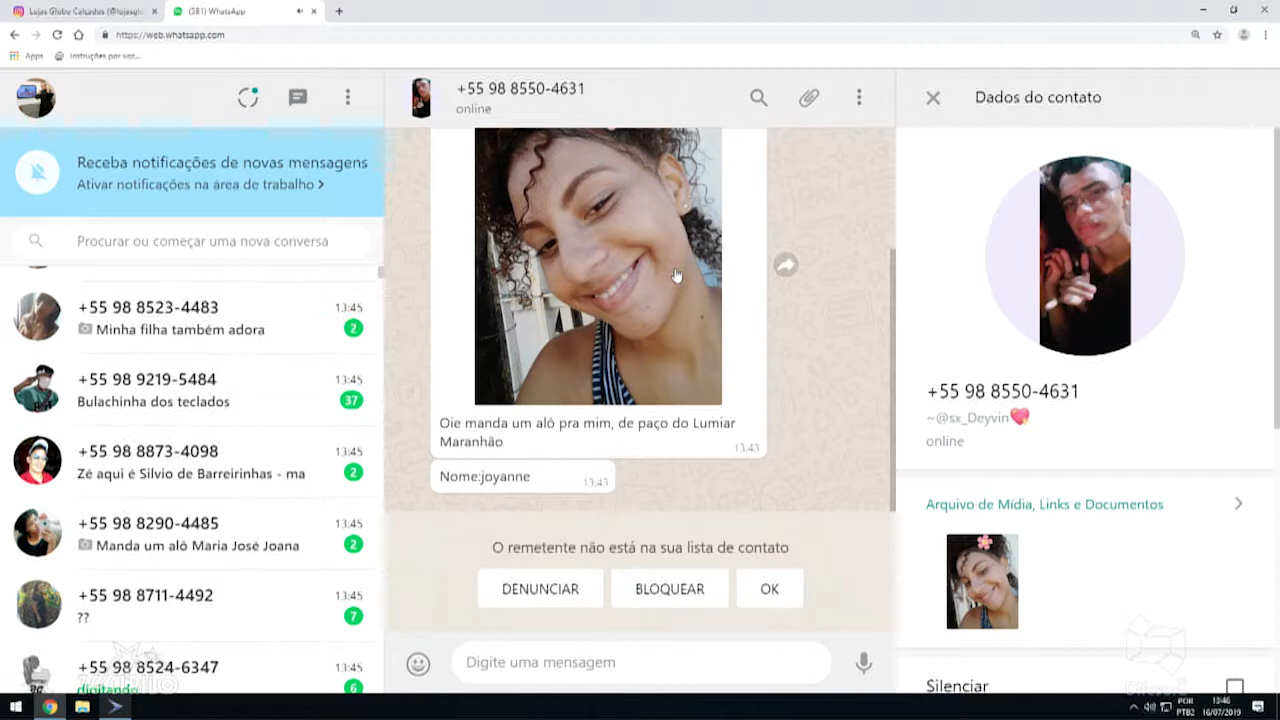 Lojas Globo Calçados (@lojasglo
(581) WhatsApp
https://web.whatsapp.com
Apps
Instruções por voz...
+55 98 8550-4631
online
Dados do contato
Receba notificações de novas mensagens
Ativar notificações na área de trabalho >
Procurar ou começar uma nova conversa
+55 98 8523-4483 13:45
Minha filha também adora 2
+55 98 9219-5484 13:45
Bulachinha dos teclados 37
+55 98 8873-4098 13:45
Zé aqui é Silvio de Barreirinhas - ma 2
+55 98 8290-4485 13:45
Manda um alô Maria José Joana 2
+55 98 8711-4492 13:45
?? 7
+55 98 8524-6347 13:45
digitando 6
Oie manda um alô pra mim, de paço do Lumiar
Maranhão 13:43
Nome:joyanne 13:43
O remetente não está na sua lista de contato
DENUNCIAR BLOQUEAR OK
Digite uma mensagem
+55 98 8550-4631
~@sx_Deyvin
online
Arquivo de Mídia, Links e Documentos
Silenciar
POR
PTB2
13:46
16/07/2019